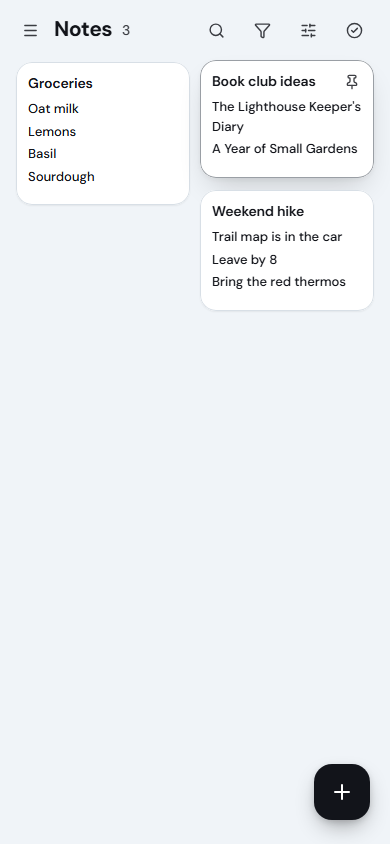 Notes 3
Groceries
Oat milk
Lemons
Basil
Sourdough
Book club ideas
The Lighthouse Keeper's
Diary
A Year of Small Gardens
Weekend hike
Trail map is in the car
Leave by 8
Bring the red thermos